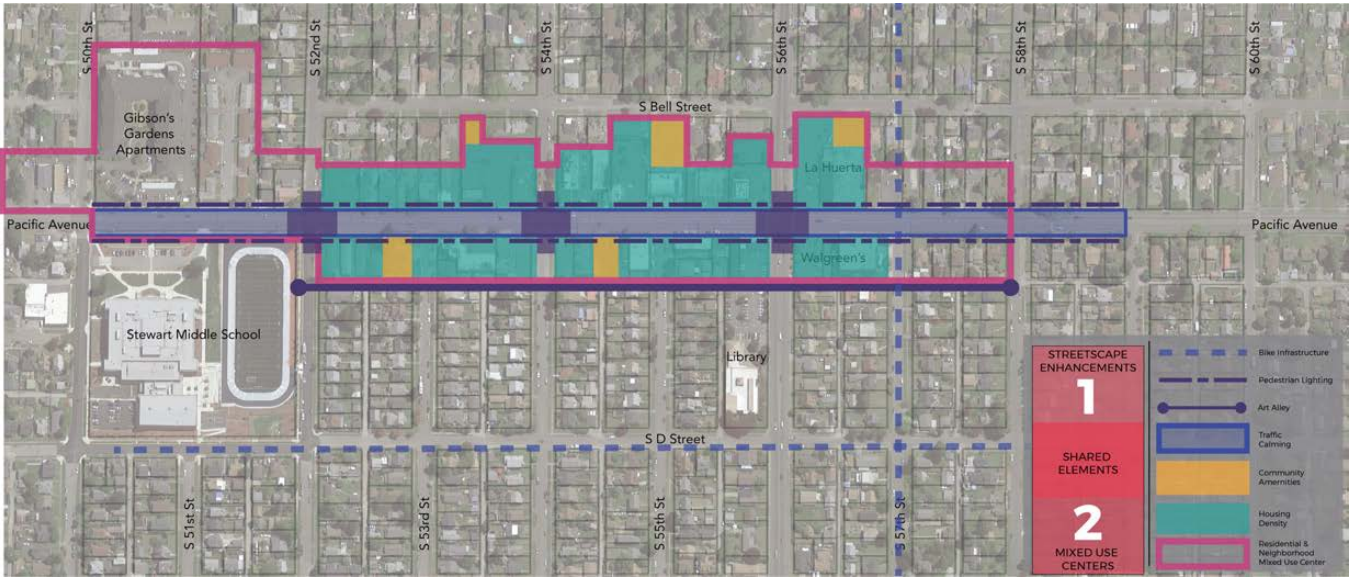 S 50th St
S 52nd St
S 54th St
S 56th St
S 58th St
S 60th St
S Bell Street
Gibson's
Gardens
Apartments
La Huerta
Pacific Avenue
Pacific Avenue
Walgreen's
Stewart Middle School
Library
S D Street
S 51st St
S 53rd St
S 55th St
S 57th St
STREETSCAPE
ENHANCEMENTS
1
SHARED
ELEMENTS
2
MIXED USE
CENTERS
Bike Infrastructure
Pedestrian Lighting
Art Alley
Traffic
Calming
Community
Amernities
Housing
Density
Residential &
Neighborhood
Mixed Use Center